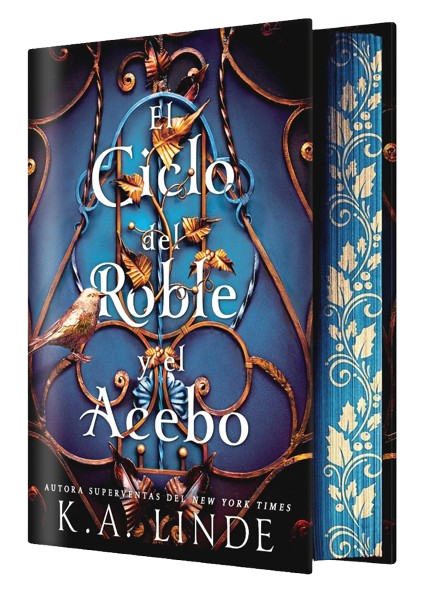 El
Ciclo
del
Roble
y el
Acebo
AUTORA SUPERVENTAS DEL NEW YORK TIMES
K. A. LINDE